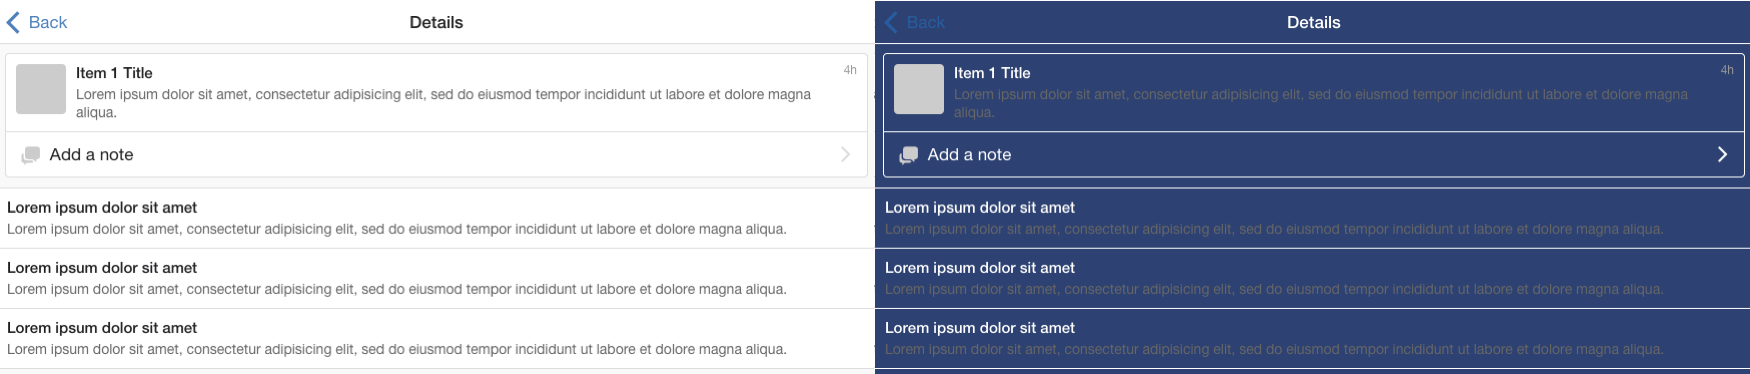 Back
Details
Item 1 Title
4h
Lorem ipsum dolor sit amet, consectetur adipisicing elit, sed do eiusmod tempor incididunt ut labore et dolore magna
aliqua.
Add a note
Lorem ipsum dolor sit amet
Lorem ipsum dolor sit amet, consectetur adipisicing elit, sed do eiusmod tempor incididunt ut labore et dolore magna aliqua.
Lorem ipsum dolor sit amet
Lorem ipsum dolor sit amet, consectetur adipisicing elit, sed do eiusmod tempor incididunt ut labore et dolore magna aliqua.
Lorem ipsum dolor sit amet
Lorem ipsum dolor sit amet, consectetur adipisicing elit, sed do eiusmod tempor incididunt ut labore et dolore magna aliqua.
Back
Details
Item 1 Title
4h
Lorem ipsum dolor sit amet, consectetur adipisicing elit, sed do eiusmod tempor incididunt ut labore et dolore magna
aliqua.
Add a note
Lorem ipsum dolor sit amet
Lorem ipsum dolor sit amet, consectetur adipisicing elit, sed do eiusmod tempor incididunt ut labore et dolore magna aliqua.
Lorem ipsum dolor sit amet
Lorem ipsum dolor sit amet, consectetur adipisicing elit, sed do eiusmod tempor incididunt ut labore et dolore magna aliqua.
Lorem ipsum dolor sit amet
Lorem ipsum dolor sit amet, consectetur adipisicing elit, sed do eiusmod tempor incididunt ut labore et dolore magna aliqua.